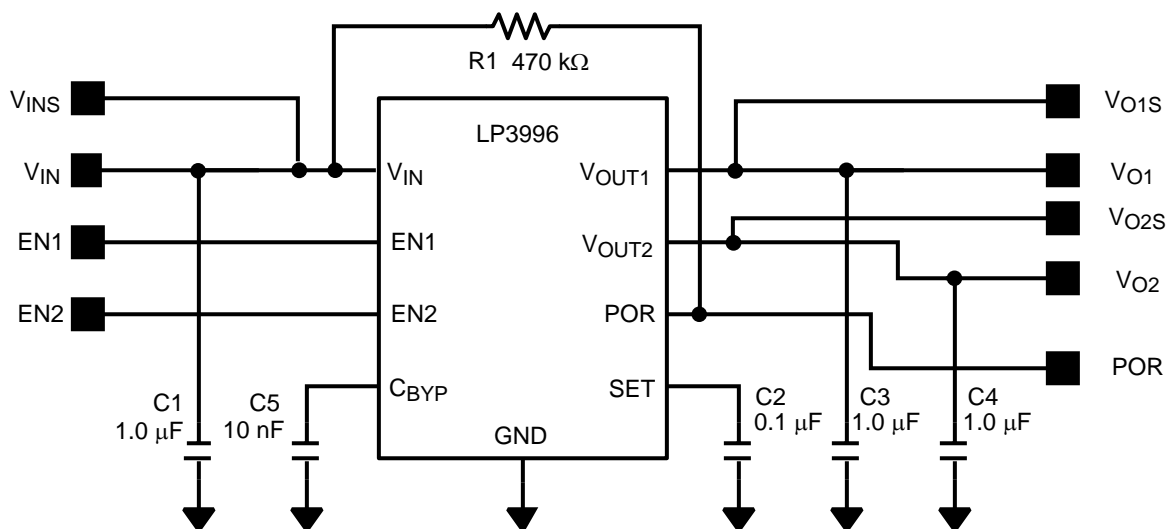 R1 470 kΩ
VINS
VO1S
LP3996
VIN
VIN
VOUT1
VO1
VO2S
EN1
EN1
VOUT2
VO2
EN2
EN2
POR
POR
CBYP
SET
C1
1.0 μF
C5
10 nF
C2
0.1 μF
C3
1.0 μF
C4
1.0 μF
GND